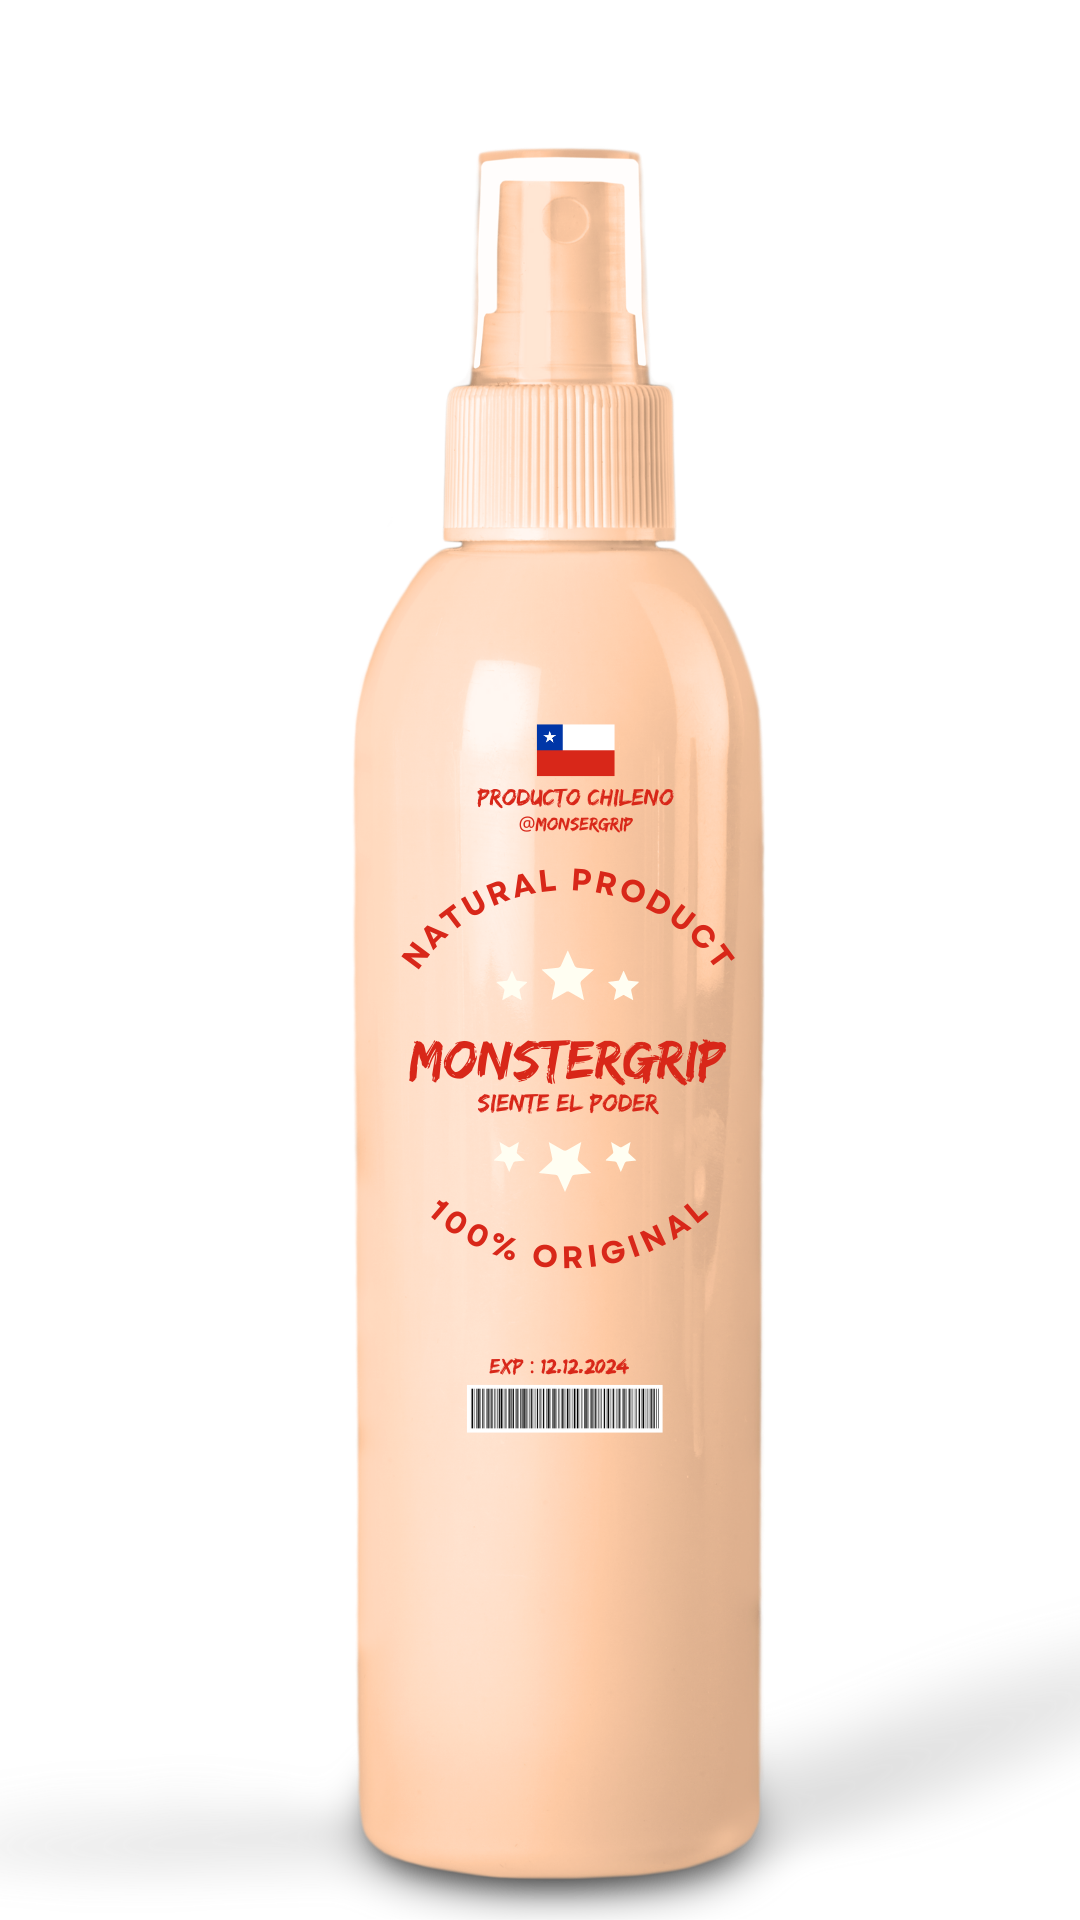 PRODUCTO CHILENO
@MONSERGRIP
NATURAL PRODUCT
MONSTERGRIP
SIENTE EL PODER
100% ORIGINAL
EXP : 12.12.2024